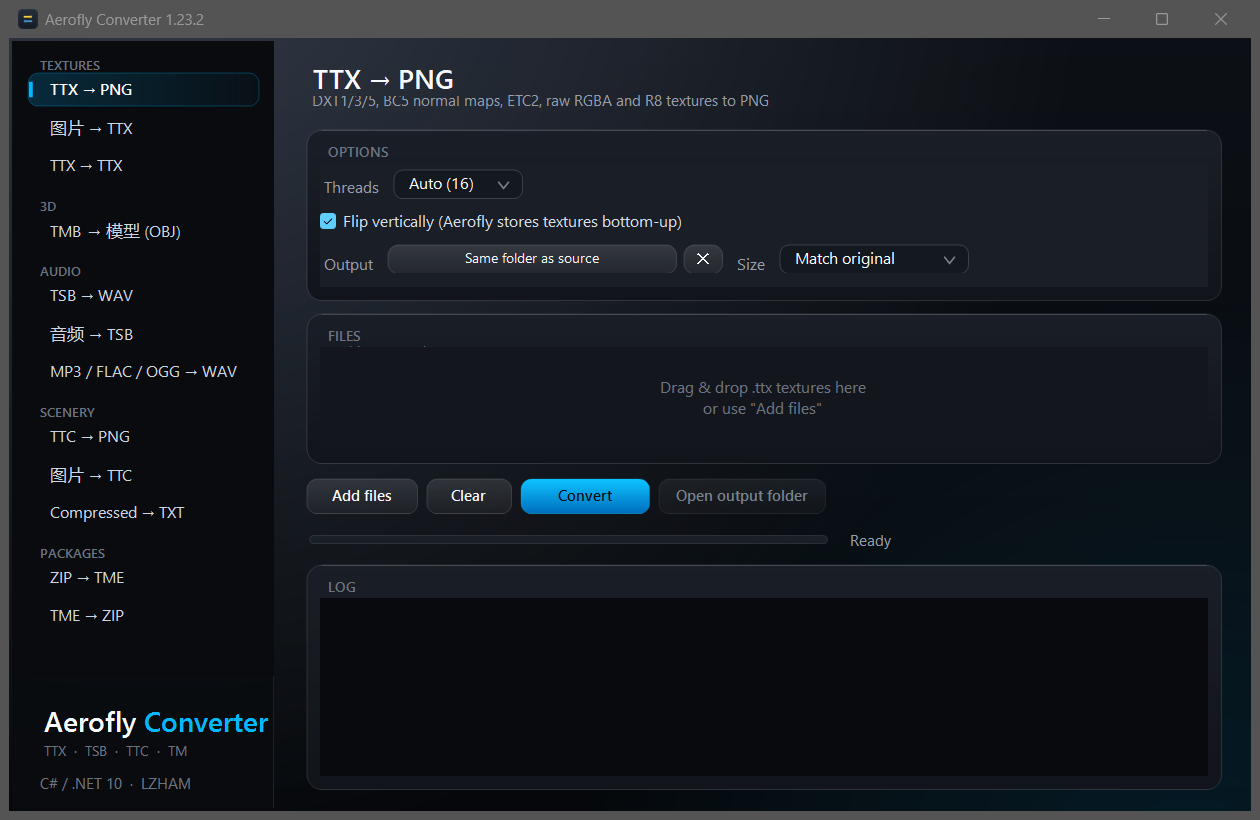 Aerofly Converter 1.23.2
TEXTURES
TTX → PNG
图片 → TTX
TTX → TTX
3D
TMB → 模型 (OBJ)
AUDIO
TSB → WAV
音频 → TSB
MP3 / FLAC / OGG → WAV
SCENERY
TTC → PNG
图片 → TTC
Compressed → TXT
PACKAGES
ZIP → TME
TME → ZIP
Aerofly Converter
TTX · TSB · TTC · TM
C# / .NET 10 · LZHAM
TTX → PNG
DXT1/3/5, BC5 normal maps, ETC2, raw RGBA and R8 textures to PNG
OPTIONS
Threads Auto (16)
Flip vertically (Aerofly stores textures bottom-up)
Output Same folder as source Size Match original
FILES
Drag & drop .ttx textures here
or use "Add files"
Add files Clear Convert Open output folder
Ready
LOG